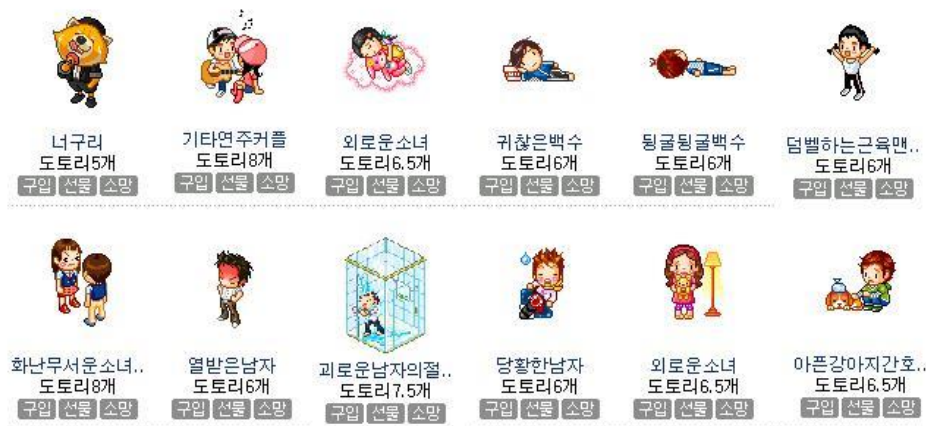 너구리
도토리5개
구입 선물 소망
기타연주커플
도토리8개
구입 선물 소망
외로운소녀
도토리6.5개
구입 선물 소망
귀찮은백수
도토리6개
구입 선물 소망
뒹굴뒹굴백수
도토리6개
구입 선물 소망
덤벨하는근육맨..
도토리6개
구입 선물 소망
화난무서운소녀..
도토리8개
구입 선물 소망
열받은남자
도토리6개
구입 선물 소망
괴로운남자의절..
도토리7.5개
구입 선물 소망
당황한남자
도토리6개
구입 선물 소망
외로운소녀
도토리6.5개
구입 선물 소망
아픈강아지간호..
도토리6.5개
구입 선물 소망